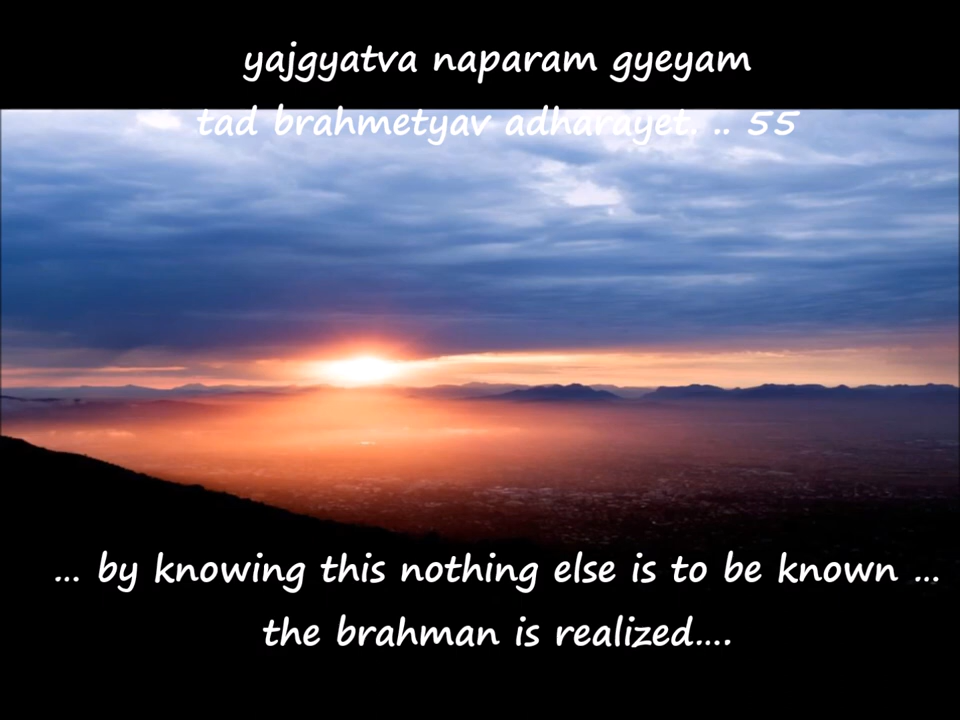 yajgyatva naparam gyeyam
tad brahmetyav adharayet. .. 55
... by knowing this nothing else is to be known ...
the brahman is realized....